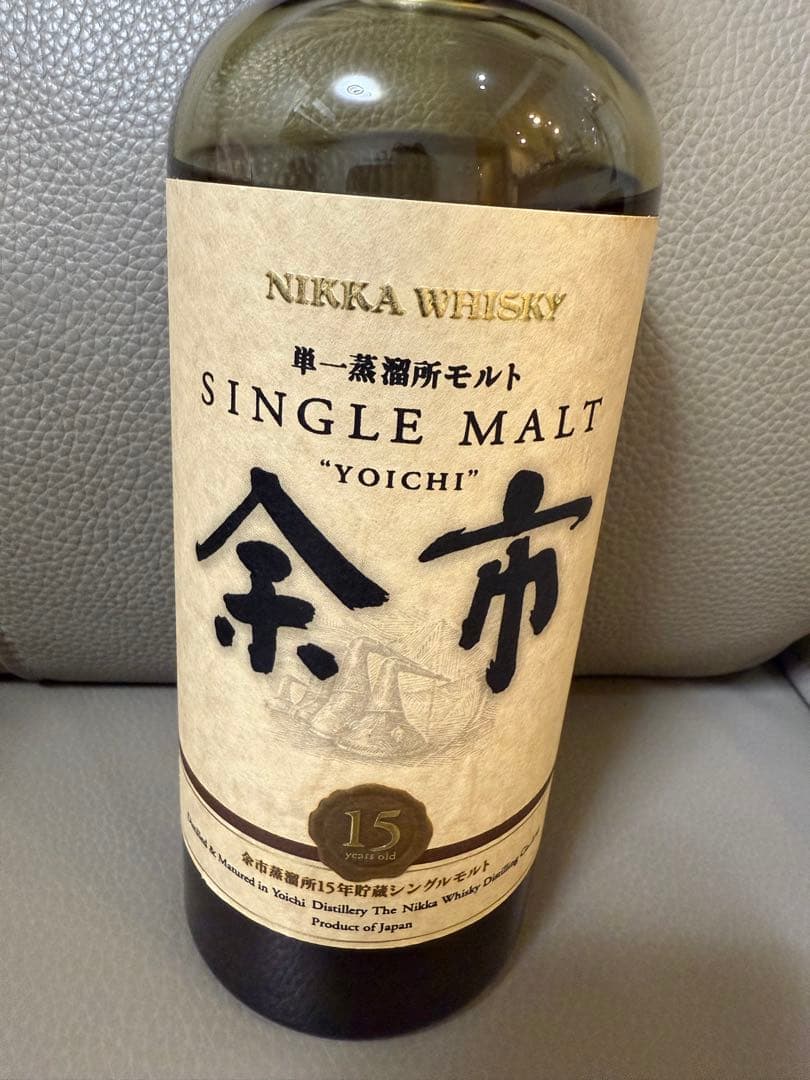 NIKKA WHISKY
単一蒸溜所モルト
SINGLE MALT
“YOICHI”
余市
15
years old
余市蒸溜所15年貯蔵シングルモルト
Distilled & Matured in Yoichi Distillery The Nikka Whisky Distilling
Product of Japan